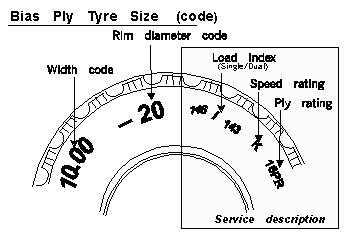 Bias Ply Tyre Size (code)
Rim diameter code
Load Index
(Single/Dual)
Width code
Speed rating
Ply rating
10.00 – 20 146 / 143 K 16PR
Service description